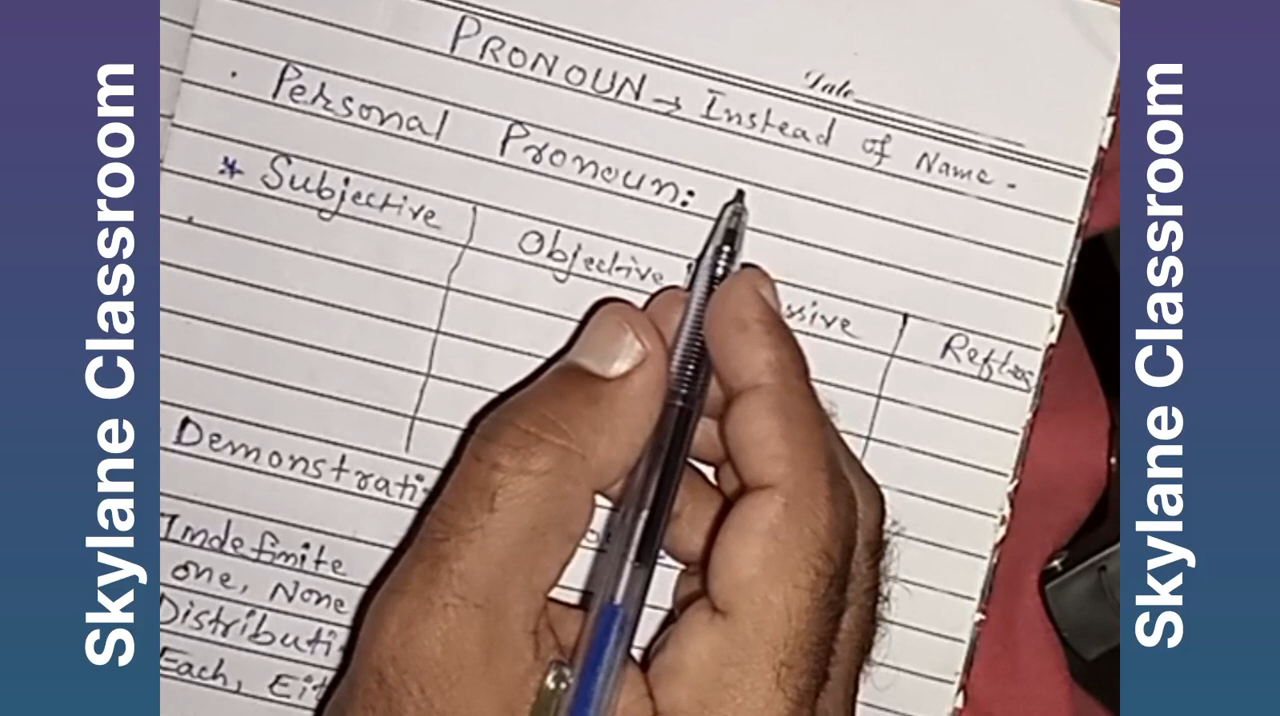 Skylane Classroom
Date
PRONOUN → Instead of Name.
Personal Pronoun:
* Subjective Objective Reflex
Demonstrati
Indefinite
one, None
Distributi
Each, Eit
Skylane Classroom